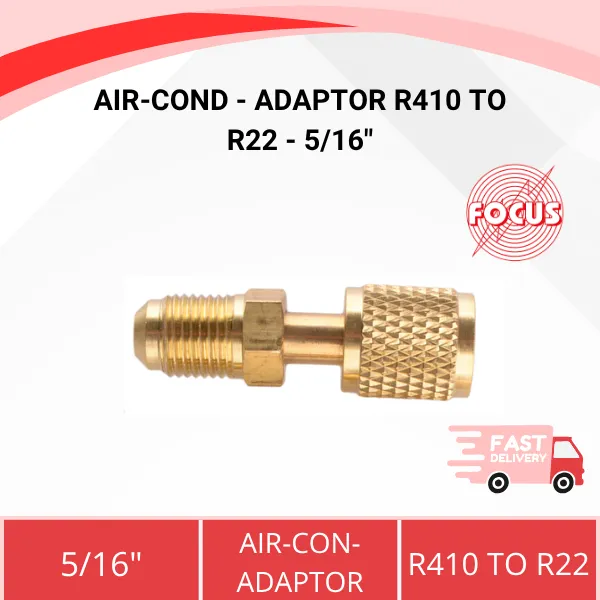 AIR-COND - ADAPTOR R410 TO
R22 - 5/16"
FOCUS
FAST
DELIVERY
5/16"
AIR-CON-
ADAPTOR
R410 TO R22